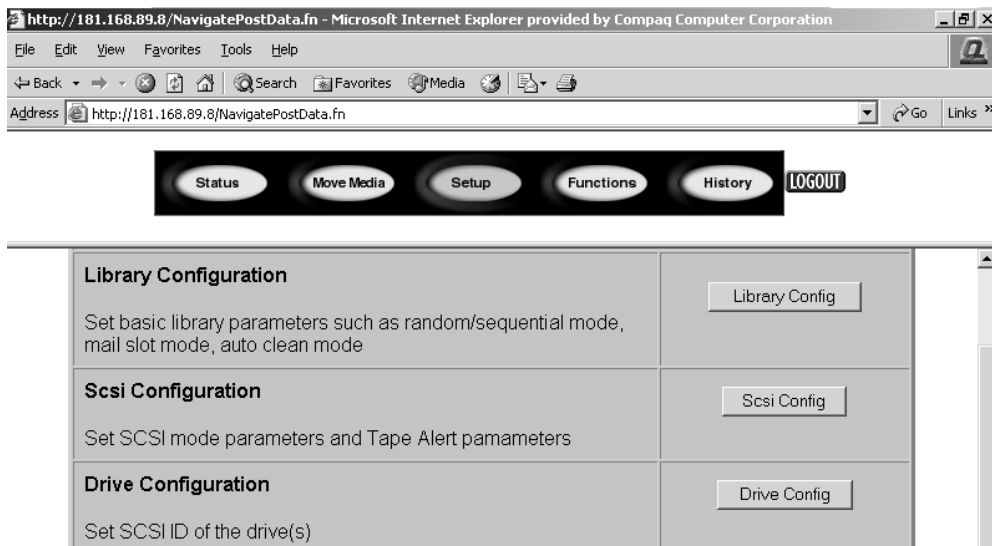 http://181.168.89.8/NavigatePostData.fn - Microsoft Internet Explorer provided by Compaq Computer Corporation
File Edit View Favorites Tools Help
Back Search Favorites Media
Address http://181.168.89.8/NavigatePostData.fn Go Links »
Status Move Media Setup Functions History LOGOUT
Library Configuration
Library Config
Set basic library parameters such as random/sequential mode,
mail slot mode, auto clean mode
Scsi Configuration
Scsi Config
Set SCSI mode parameters and Tape Alert pamameters
Drive Configuration
Drive Config
Set SCSI ID of the drive(s)